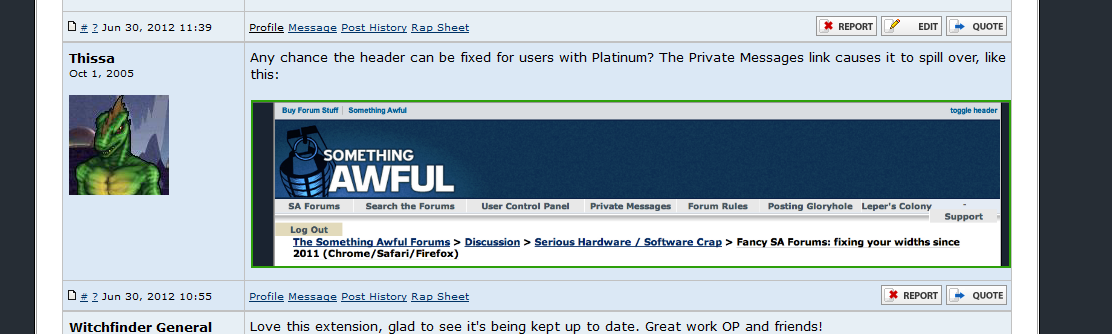 # ? Jun 30, 2012 11:39 Profile Message Post History Rap Sheet REPORT EDIT QUOTE
Thissa
Oct 1, 2005
Any chance the header can be fixed for users with Platinum? The Private Messages link causes it to spill over, like
this:
Buy Forum Stuff | Something Awful toggle header
SOMETHING
AWFUL
SA Forums Search the Forums User Control Panel Private Messages Forum Rules Posting Gloryhole Leper's Colony -
Support
Log Out
The Something Awful Forums > Discussion > Serious Hardware / Software Crap > Fancy SA Forums: fixing your widths since
2011 (Chrome/Safari/Firefox)
# ? Jun 30, 2012 10:55 Profile Message Post History Rap Sheet REPORT QUOTE
Witchfinder General
Love this extension, glad to see it's being kept up to date. Great work OP and friends!